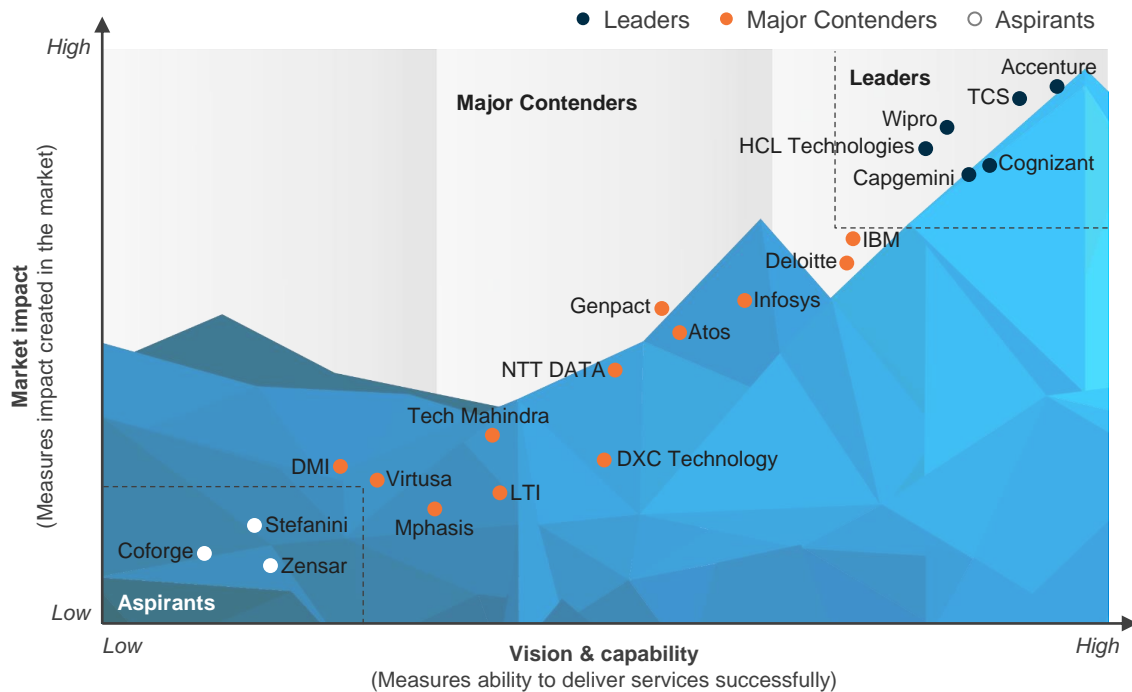 Leaders
Major Contenders
Aspirants
High
Market impact
(Measures impact created in the market)
Major Contenders
Leaders
Accenture
TCS
Wipro
HCL Technologies
Capgemini
Cognizant
IBM
Deloitte
Genpact
Infosys
Atos
NTT DATA
Tech Mahindra
DXC Technology
DMI
Virtusa
LTI
Mphasis
Stefanini
Coforge
Zensar
Aspirants
Low
Low
High
Vision & capability
(Measures ability to deliver services successfully)